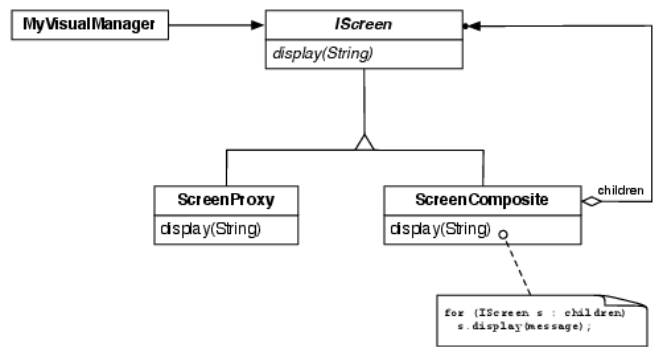 MyVisualManager
IScreen
display(String)
ScreenProxy
display(String)
ScreenComposite
display(String)
children
for (IScreen s : children)
s.display(message);